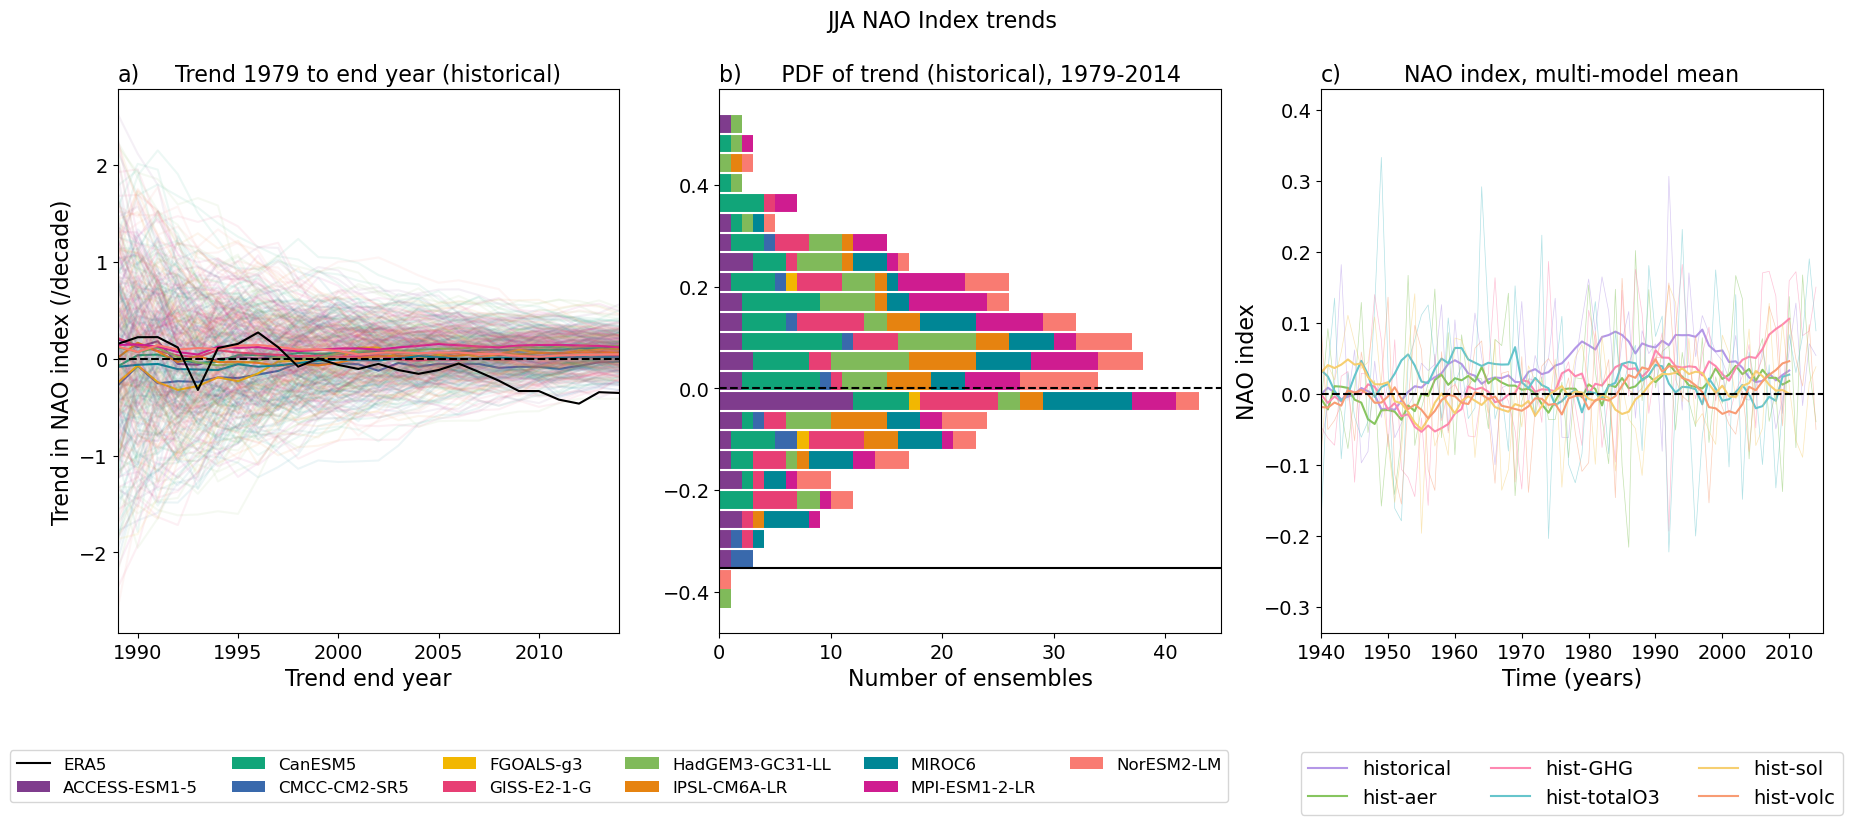 JJA NAO Index trends
a) Trend 1979 to end year (historical)
b) PDF of trend (historical), 1979-2014
c) NAO index, multi-model mean
Trend in NAO index (/decade)
2
1
0
−1
−2
1990 1995 2000 2005 2010
Trend end year
0.4
0.2
0.0
−0.2
−0.4
0 10 20 30 40
Number of ensembles
NAO index
0.4
0.3
0.2
0.1
0.0
−0.1
−0.2
−0.3
1940 1950 1960 1970 1980 1990 2000 2010
Time (years)
ERA5 CanESM5 FGOALS-g3 HadGEM3-GC31-LL MIROC6 NorESM2-LM
ACCESS-ESM1-5 CMCC-CM2-SR5 GISS-E2-1-G IPSL-CM6A-LR MPI-ESM1-2-LR
historical hist-GHG hist-sol
hist-aer hist-totalO3 hist-volc